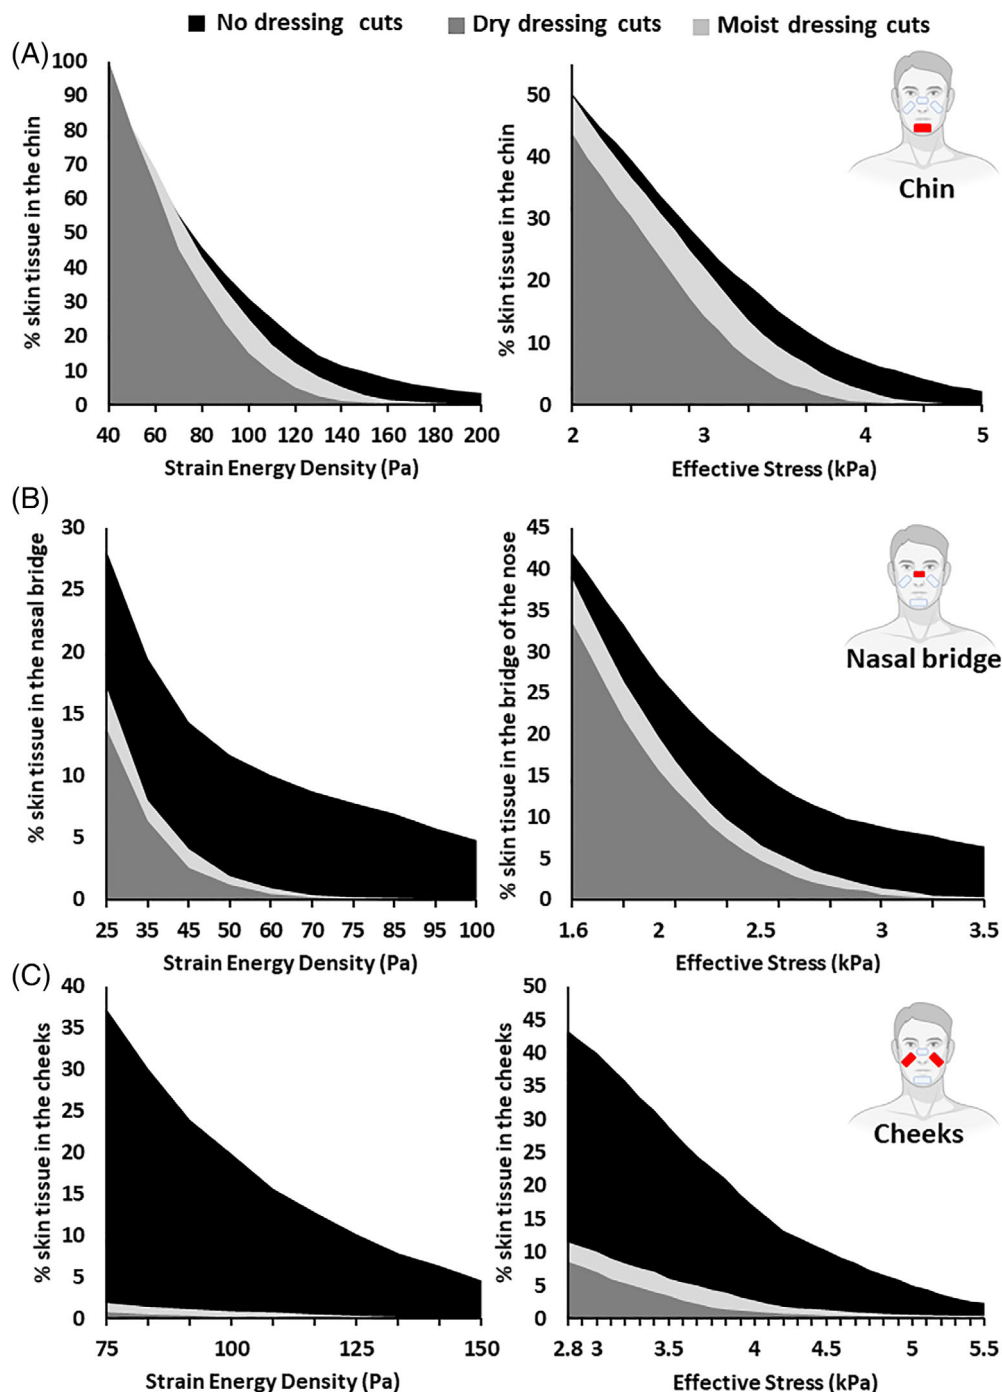 No dressing cuts Dry dressing cuts Moist dressing cuts
(A)
% skin tissue in the chin
100
90
80
70
60
50
40
30
20
10
0
40 60 80 100 120 140 160 180 200
Strain Energy Density (Pa)
% skin tissue in the chin
50
40
30
20
10
0
2 3 4 5
Effective Stress (kPa)
Chin
(B)
% skin tissue in the nasal bridge
30
25
20
15
10
5
0
25 35 45 50 60 70 75 85 95 100
Strain Energy Density (Pa)
% skin tissue in the bridge of the nose
45
40
35
30
25
20
15
10
5
0
1.6 2 2.5 3 3.5
Effective Stress (kPa)
Nasal bridge
(C)
% skin tissue in the cheeks
40
35
30
25
20
15
10
5
0
75 100 125 150
Strain Energy Density (Pa)
% skin tissue in the cheeks
50
45
40
35
30
25
20
15
10
5
0
2.8 3 3.5 4 4.5 5 5.5
Effective Stress (kPa)
Cheeks